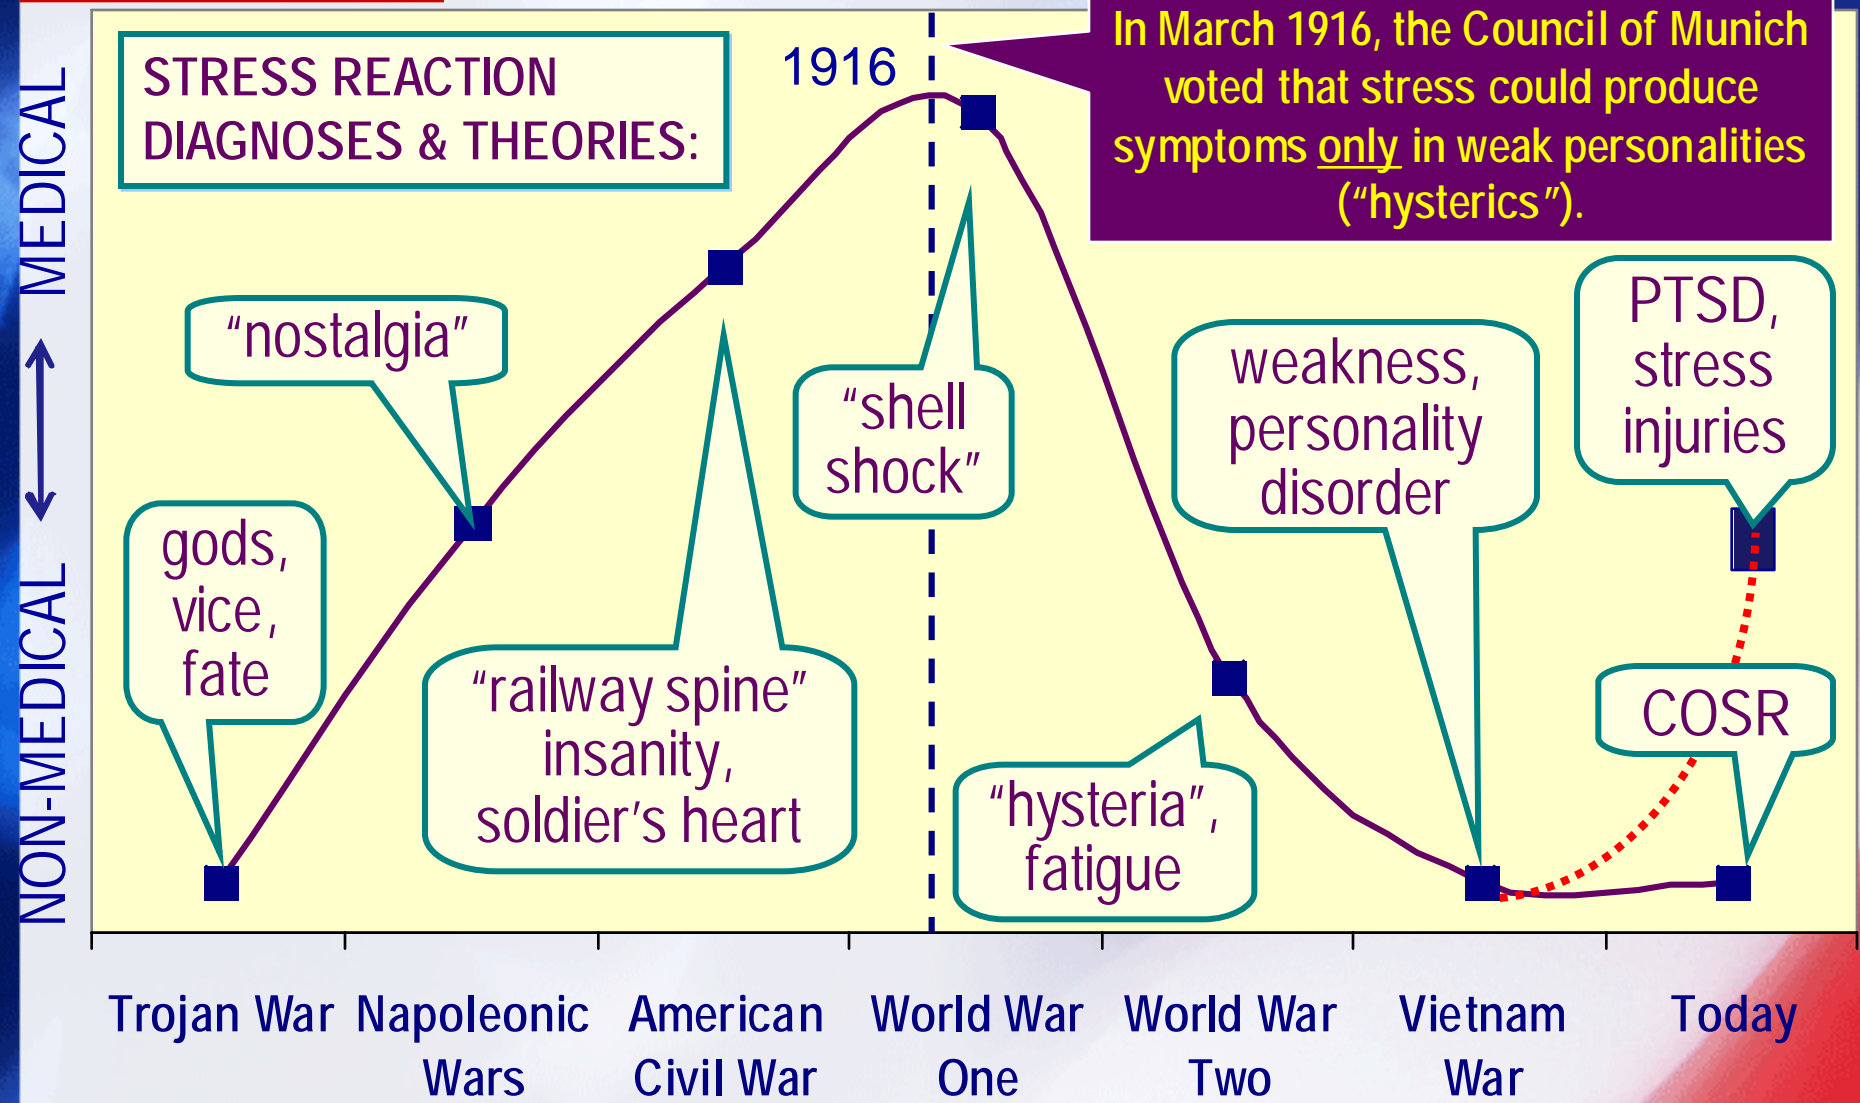 In March 1916, the Council of Munich
voted that stress could produce
symptoms only in weak personalities
(“hysterics”).
STRESS REACTION
DIAGNOSES & THEORIES:
1916
MEDICAL
NON-MEDICAL
“nostalgia”
gods,
vice,
fate
“railway spine”
insanity,
soldier’s heart
“shell
shock”
“hysteria”,
fatigue
weakness,
personality
disorder
PTSD,
stress
injuries
COSR
Trojan War
Napoleonic
Wars
American
Civil War
World War
One
World War
Two
Vietnam
War
Today